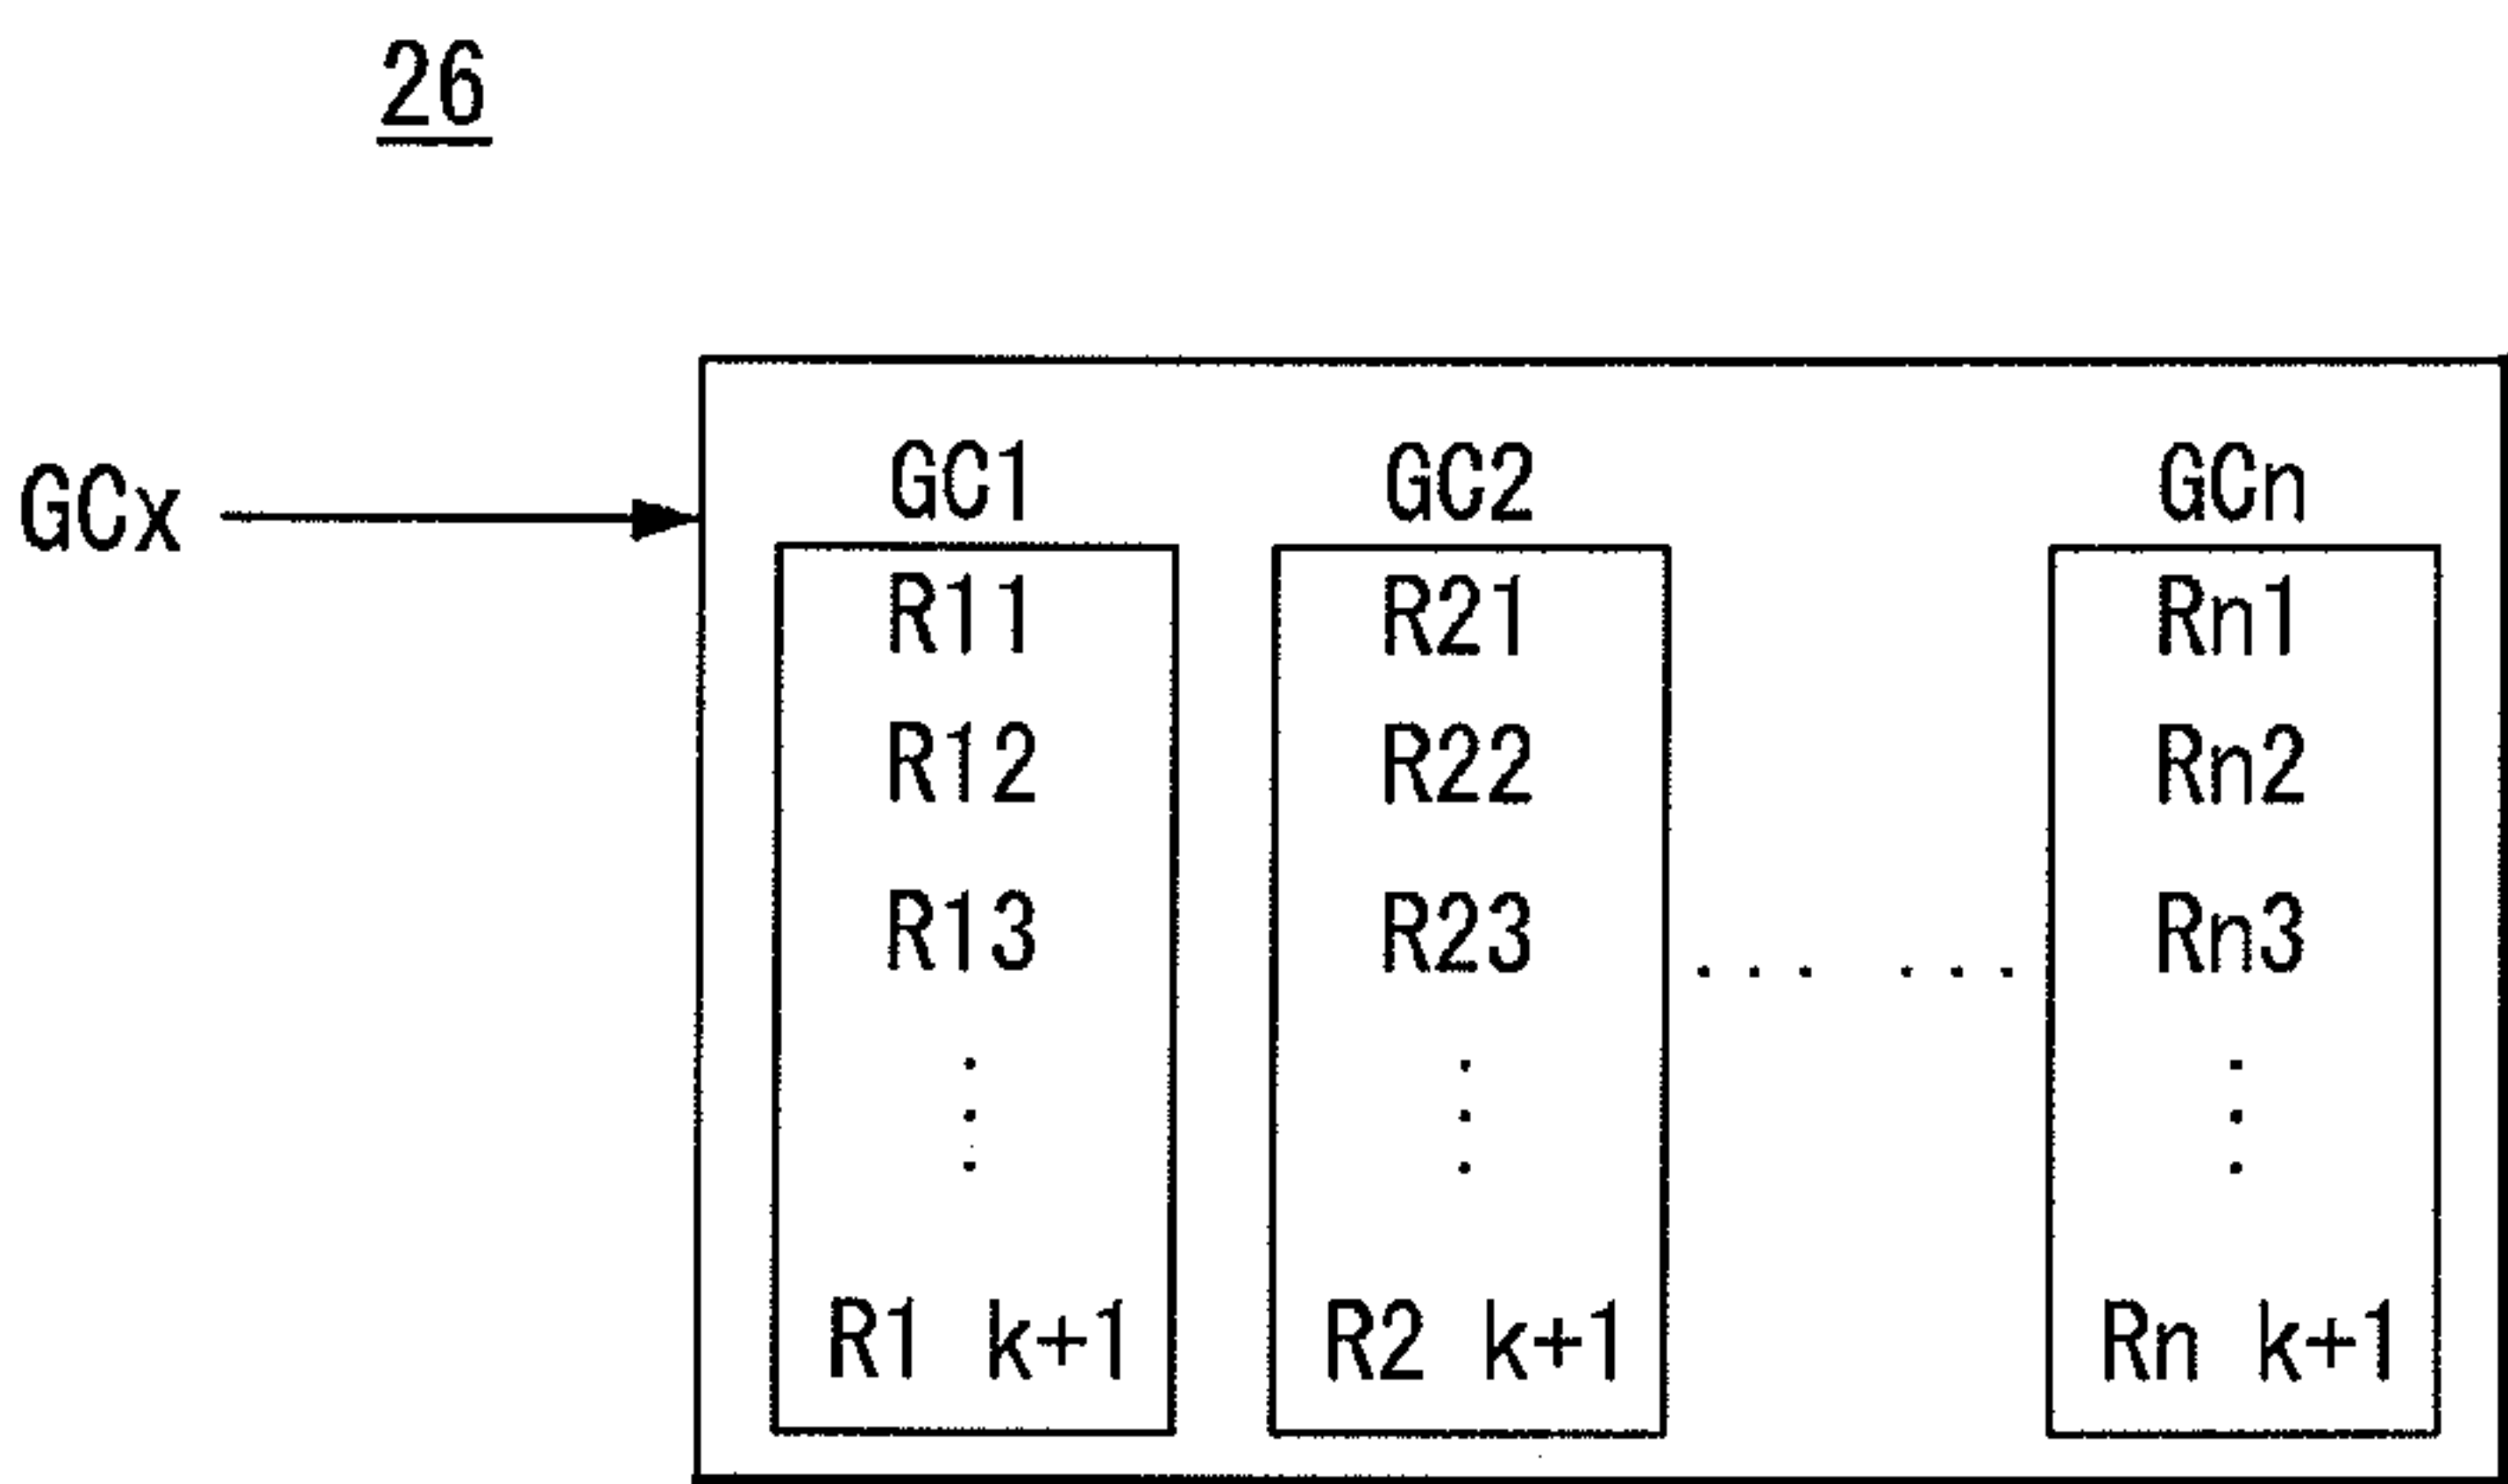 26
GCx
GC1 GC2 GCn
R11 R21 Rn1
R12 R22 Rn2
R13 R23 Rn3
R1 k+1 R2 k+1 Rn k+1